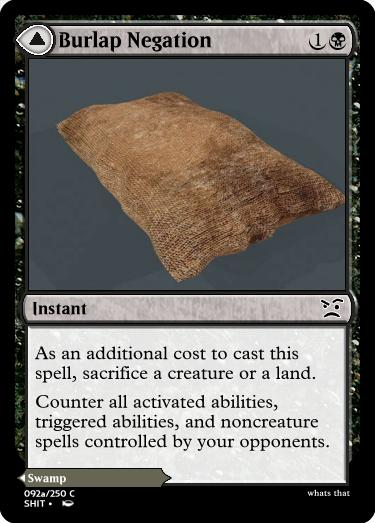 Burlap Negation 1
Instant
As an additional cost to cast this
spell, sacrifice a creature or a land.
Counter all activated abilities,
triggered abilities, and noncreature
spells controlled by your opponents.
Swamp
092a/250 C
SHIT •
whats that